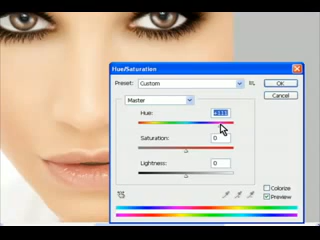 Hue/Saturation
Preset: Custom
OK
Cancel
Master
Hue:
Saturation: 0
Lightness: 0
Colorize
Preview